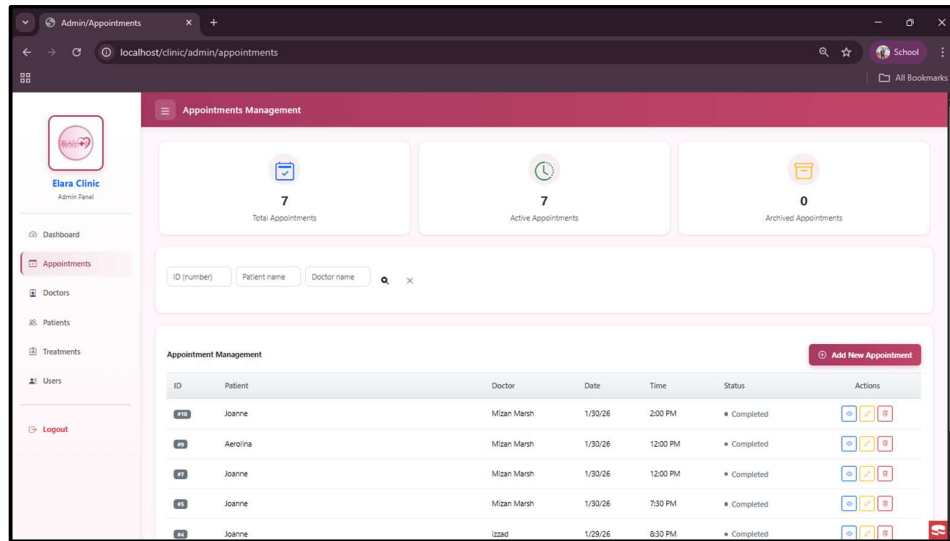 Admin/Appointments
localhost/clinic/admin/appointments
School
All Bookmarks
Appointments Management
Elara Clinic
Admin Panel
Dashboard
Appointments
Doctors
Patients
Treatments
Users
Logout
7
Total Appointments
7
Active Appointments
0
Archived Appointments
ID (number) Patient name Doctor name
Appointment Management
Add New Appointment
ID Patient Doctor Date Time Status Actions
#10 Joanne Mizan Marsh 1/30/26 2:00 PM Completed
#9 Aerolina Mizan Marsh 1/30/26 12:00 PM Completed
#7 Joanne Mizan Marsh 1/30/26 12:00 PM Completed
#5 Joanne Mizan Marsh 1/30/26 7:30 PM Completed
#4 Joanne izzad 1/29/26 8:30 PM Completed